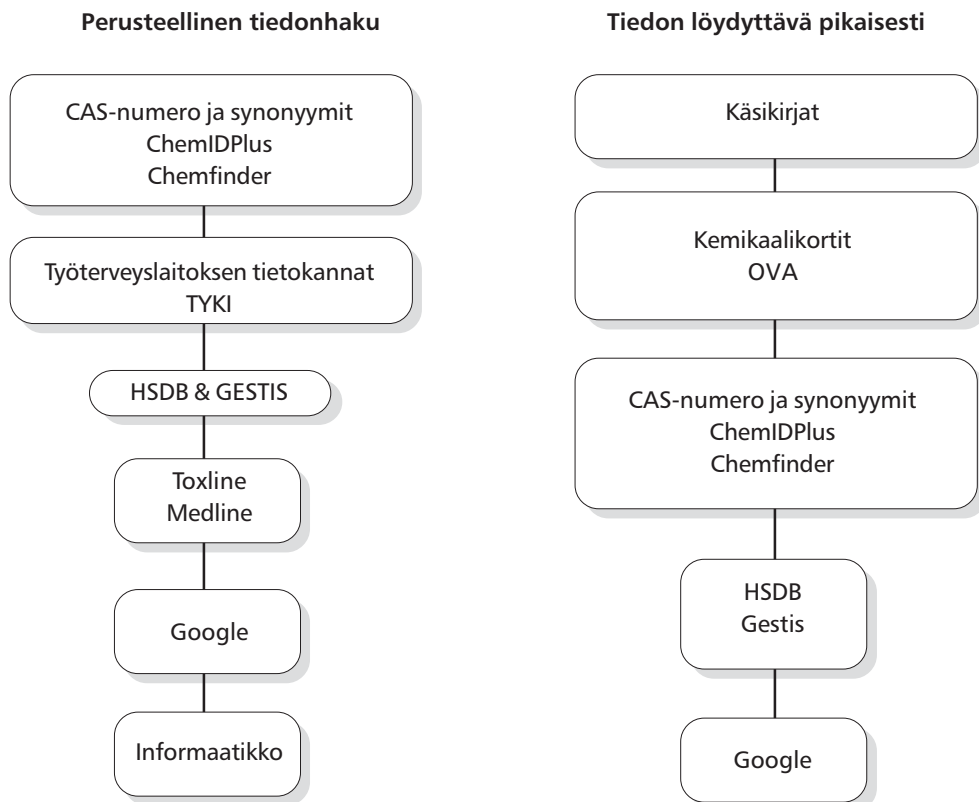 Perusteellinen tiedonhaku
CAS-numero ja synonyymit
ChemIDPlus
Chemfinder
Työterveyslaitoksen tietokannat
TYKI
HSDB & GESTIS
Toxline
Medline
Google
Informaatikko
Tiedon löydyttävä pikaisesti
Käsikirjat
Kemikaalikortit
OVA
CAS-numero ja synonyymit
ChemIDPlus
Chemfinder
HSDB
Gestis
Google